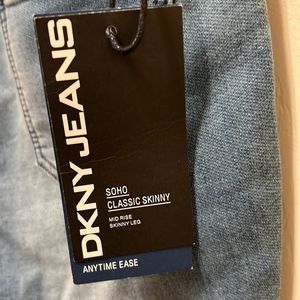 DKNY JEANS
SOHO
CLASSIC SKINNY
MID RISE
SKINNY LEG
ANYTIME EASE